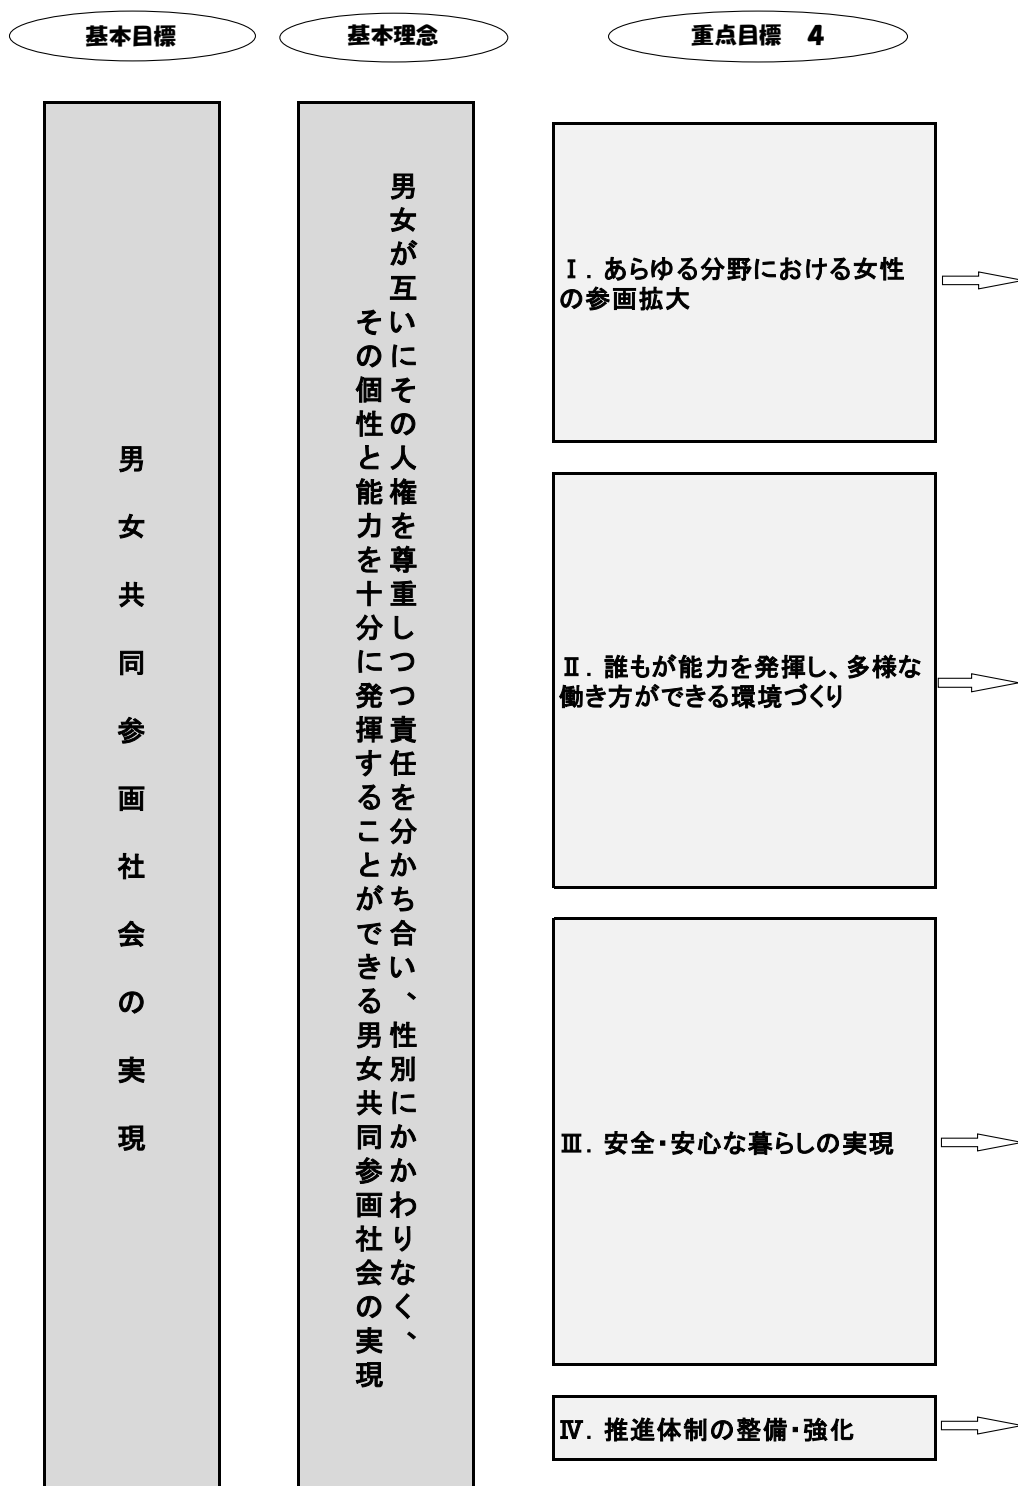 基本目標
基本理念
重点目標　4
男女共同参画社会の実現
男女が互いにその人権を尊重しつつ責任を分かち合い、性別にかかわりなく、
その個性と能力を十分に発揮することができる男女共同参画社会の実現
Ⅰ．あらゆる分野における女性
の参画拡大
Ⅱ．誰もが能力を発揮し、多様な
働き方ができる環境づくり
Ⅲ．安全・安心な暮らしの実現
Ⅳ．推進体制の整備・強化